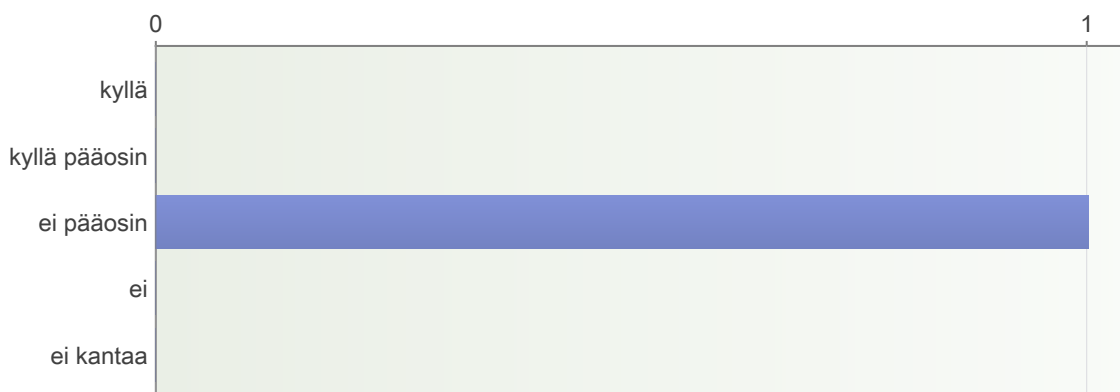 0 1
kyllä
kyllä pääosin
ei pääosin
ei
ei kantaa